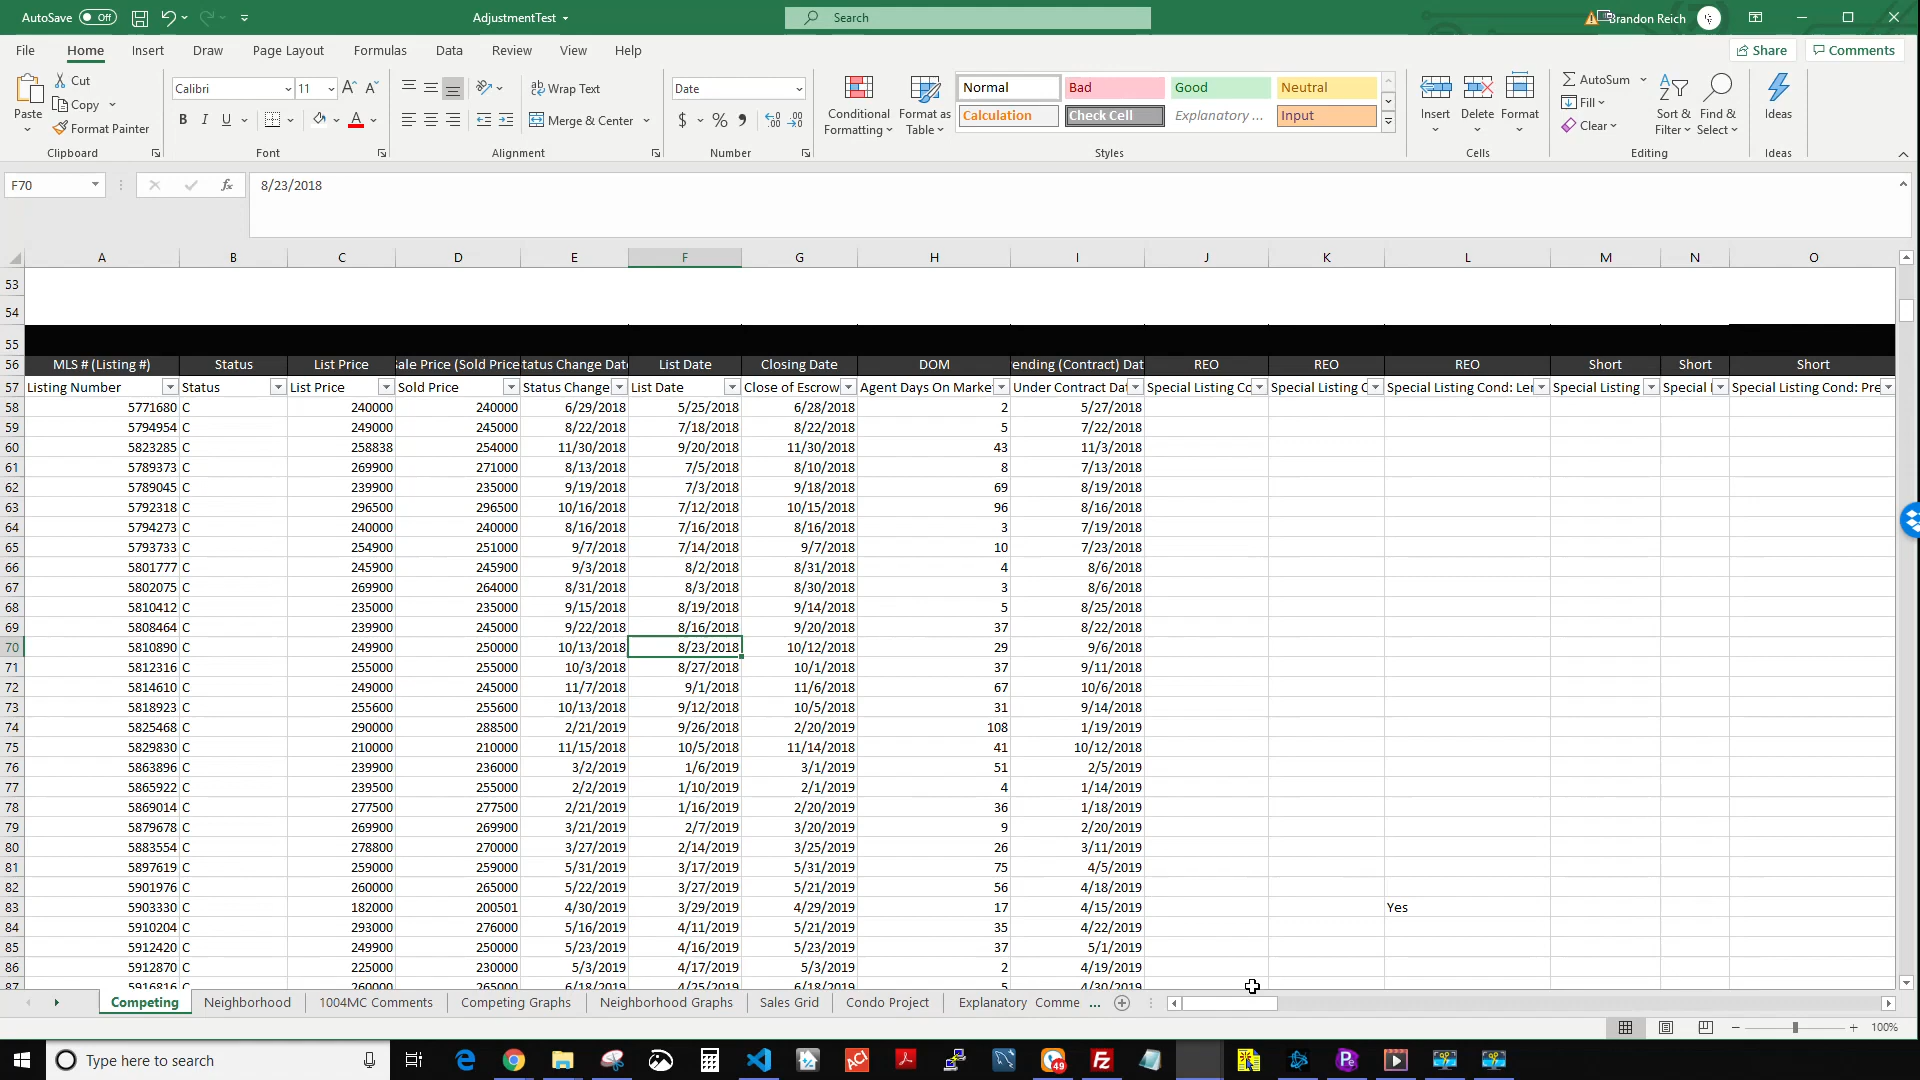 AutoSave Off AdjustmentTest Search Brandon Reich
File Home Insert Draw Page Layout Formulas Data Review View Help Share Comments
Cut
Copy
Format Painter
Paste
Calibri 11
B I U
Wrap Text
Merge & Center
Date
$ % 9
Conditional Formatting
Format as Table
Normal Bad Good Neutral
Calculation Check Cell Explanatory ... Input
Insert Delete Format
AutoSum
Fill
Clear
Sort & Filter
Find & Select
Ideas
Clipboard Font Alignment Number Styles Cells Editing Ideas
F70 fx 8/23/2018
A B C D E F G H I J K L M N O
53
54
55
56 MLS # (Listing #) Status List Price ale Price (Sold Price tatus Change Date List Date Closing Date DOM ending (Contract) Dat REO REO REO Short Short Short
57 Listing Number Status List Price Sold Price Status Change List Date Close of Escrow Agent Days On Marke Under Contract Dat Special Listing Co Special Listing C Special Listing Cond: Ler Special Listing Special I Special Listing Cond: Pre
58 5771680 C 240000 240000 6/29/2018 5/25/2018 6/28/2018 2 5/27/2018
59 5794954 C 249000 245000 8/22/2018 7/18/2018 8/22/2018 5 7/22/2018
60 5823285 C 258838 254000 11/30/2018 9/20/2018 11/30/2018 43 11/3/2018
61 5789373 C 269900 271000 8/13/2018 7/5/2018 8/10/2018 8 7/13/2018
62 5789045 C 239900 235000 9/19/2018 7/3/2018 9/18/2018 69 8/19/2018
63 5792318 C 296500 296500 10/16/2018 7/12/2018 10/15/2018 96 8/16/2018
64 5794273 C 240000 240000 8/16/2018 7/16/2018 8/16/2018 3 7/19/2018
65 5793733 C 254900 251000 9/7/2018 7/14/2018 9/7/2018 10 7/23/2018
66 5801777 C 245900 245900 9/3/2018 8/2/2018 8/31/2018 4 8/6/2018
67 5802075 C 269900 264000 8/31/2018 8/3/2018 8/30/2018 3 8/6/2018
68 5810412 C 235000 235000 9/15/2018 8/19/2018 9/14/2018 5 8/25/2018
69 5808464 C 239900 245000 9/22/2018 8/16/2018 9/20/2018 37 8/22/2018
70 5810890 C 249900 250000 10/13/2018 8/23/2018 10/12/2018 29 9/6/2018
71 5812316 C 255000 255000 10/3/2018 8/27/2018 10/1/2018 37 9/11/2018
72 5814610 C 249000 245000 11/7/2018 9/1/2018 11/6/2018 67 10/6/2018
73 5818923 C 255600 255600 10/13/2018 9/12/2018 10/5/2018 31 9/14/2018
74 5825468 C 290000 288500 2/21/2019 9/26/2018 2/20/2019 108 1/19/2019
75 5829830 C 210000 210000 11/15/2018 10/5/2018 11/14/2018 41 10/12/2018
76 5863896 C 239900 236000 3/2/2019 1/6/2019 3/1/2019 51 2/5/2019
77 5865922 C 239500 255000 2/2/2019 1/10/2019 2/1/2019 4 1/14/2019
78 5869014 C 277500 277500 2/21/2019 1/16/2019 2/20/2019 36 1/18/2019
79 5879678 C 269900 269900 3/21/2019 2/7/2019 3/20/2019 9 2/20/2019
80 5883554 C 278800 270000 3/27/2019 2/14/2019 3/25/2019 26 3/11/2019
81 5897619 C 259000 259000 5/31/2019 3/17/2019 5/31/2019 75 4/5/2019
82 5901976 C 260000 265000 5/22/2019 3/27/2019 5/21/2019 56 4/18/2019
83 5903330 C 182000 200501 4/30/2019 3/29/2019 4/29/2019 17 4/15/2019 Yes
84 5910204 C 293000 276000 5/16/2019 4/11/2019 5/21/2019 35 4/22/2019
85 5912420 C 249900 250000 5/23/2019 4/16/2019 5/23/2019 37 5/1/2019
86 5912870 C 225000 230000 5/3/2019 4/17/2019 5/3/2019 2 4/19/2019
87 5916816 C 260000 265000 6/18/2019 4/25/2019 6/18/2019 5 4/30/2019
Competing Neighborhood 1004MC Comments Competing Graphs Neighborhood Graphs Sales Grid Condo Project Explanatory Comme ...
100%
Type here to search ACI 49 Fz Pe